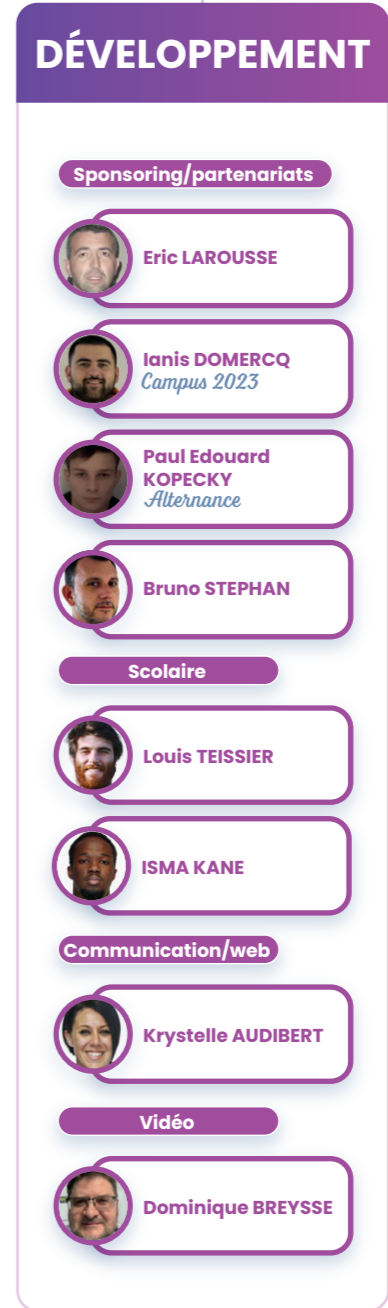 DÉVELOPPEMENT
Sponsoring/partenariats
Eric LAROUSSE
Ianis DOMERCQ
Campus 2023
Paul Edouard
KOPECKY
Alternance
Bruno STEPHAN
Scolaire
Louis TEISSIER
ISMA KANE
Communication/web
Krystelle AUDIBERT
Vidéo
Dominique BREYSSE